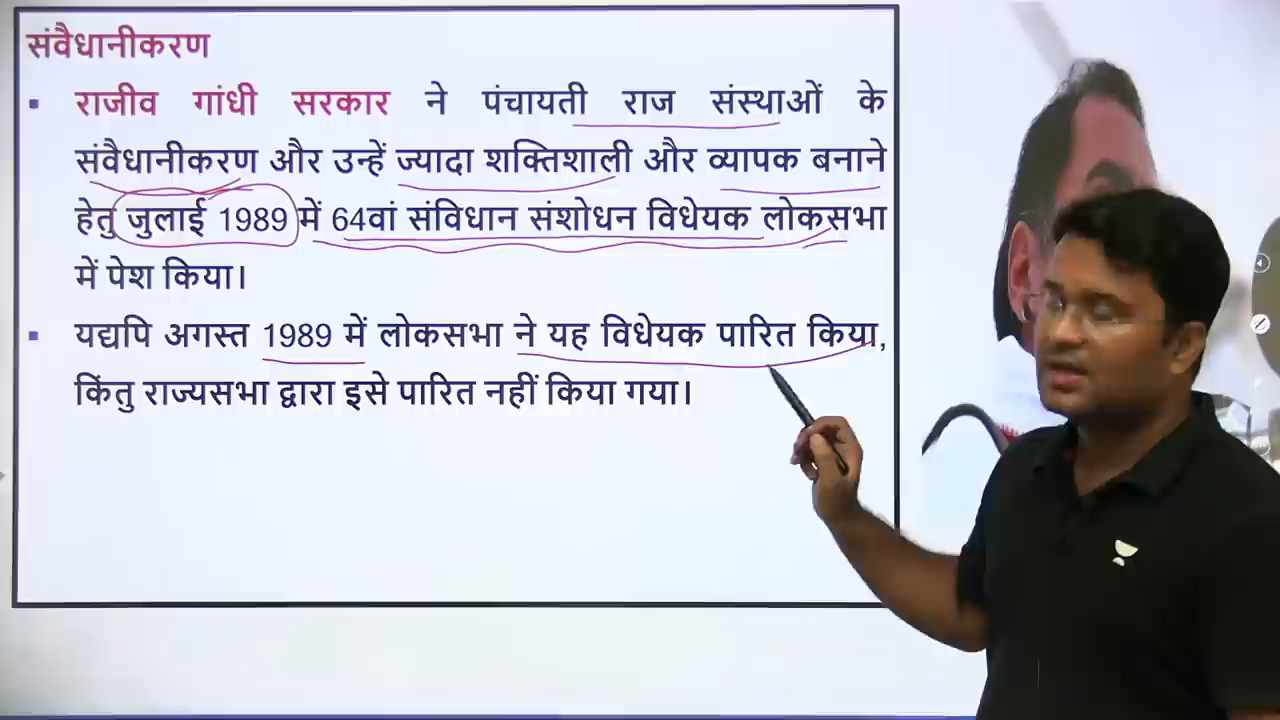 संवैधानीकरण
▪ राजीव गांधी सरकार ने पंचायती राज संस्थाओं के
संवैधानीकरण और उन्हें ज्यादा शक्तिशाली और व्यापक बनाने
हेतु जुलाई 1989 में 64वां संविधान संशोधन विधेयक लोकसभा
में पेश किया।
▪ यद्यपि अगस्त 1989 में लोकसभा ने यह विधेयक पारित किया,
किंतु राज्यसभा द्वारा इसे पारित नहीं किया गया।